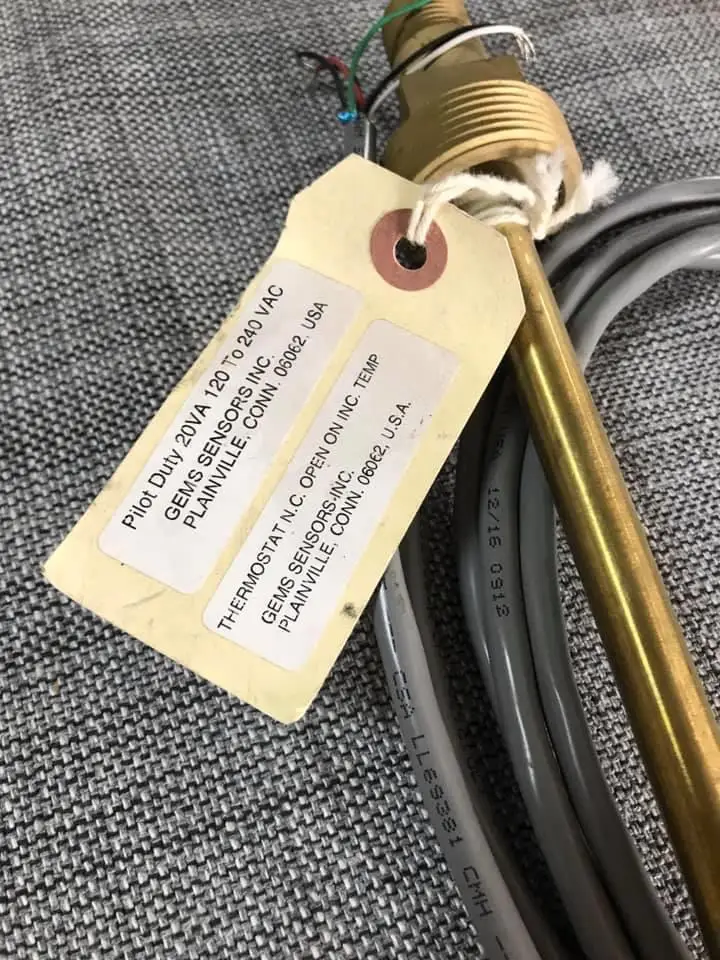 Pilot Duty 20VA 120 To 240 VAC
GEMS SENSORS INC.
PLAINVILLE, CONN. 06062, USA
THERMOSTAT N.C. OPEN ON INC. TEMP
GEMS SENSORS INC.
PLAINVILLE, CONN. 06062, U.S.A.
12/16 0918
CSA LL69381 CMH